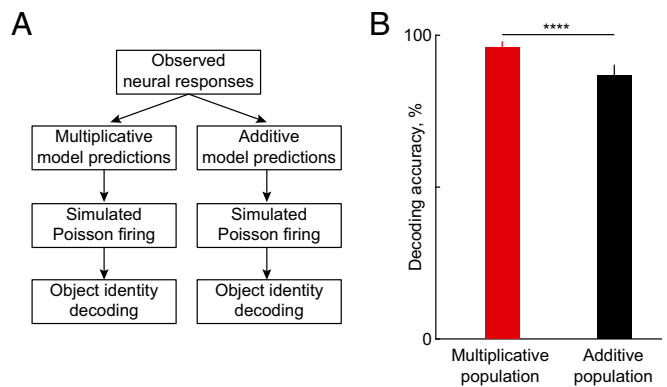 A
Observed
neural responses
Multiplicative
model predictions
Additive
model predictions
Simulated
Poisson firing
Simulated
Poisson firing
Object identity
decoding
Object identity
decoding
B
100
****
Decoding accuracy, %
0
Multiplicative
population
Additive
population